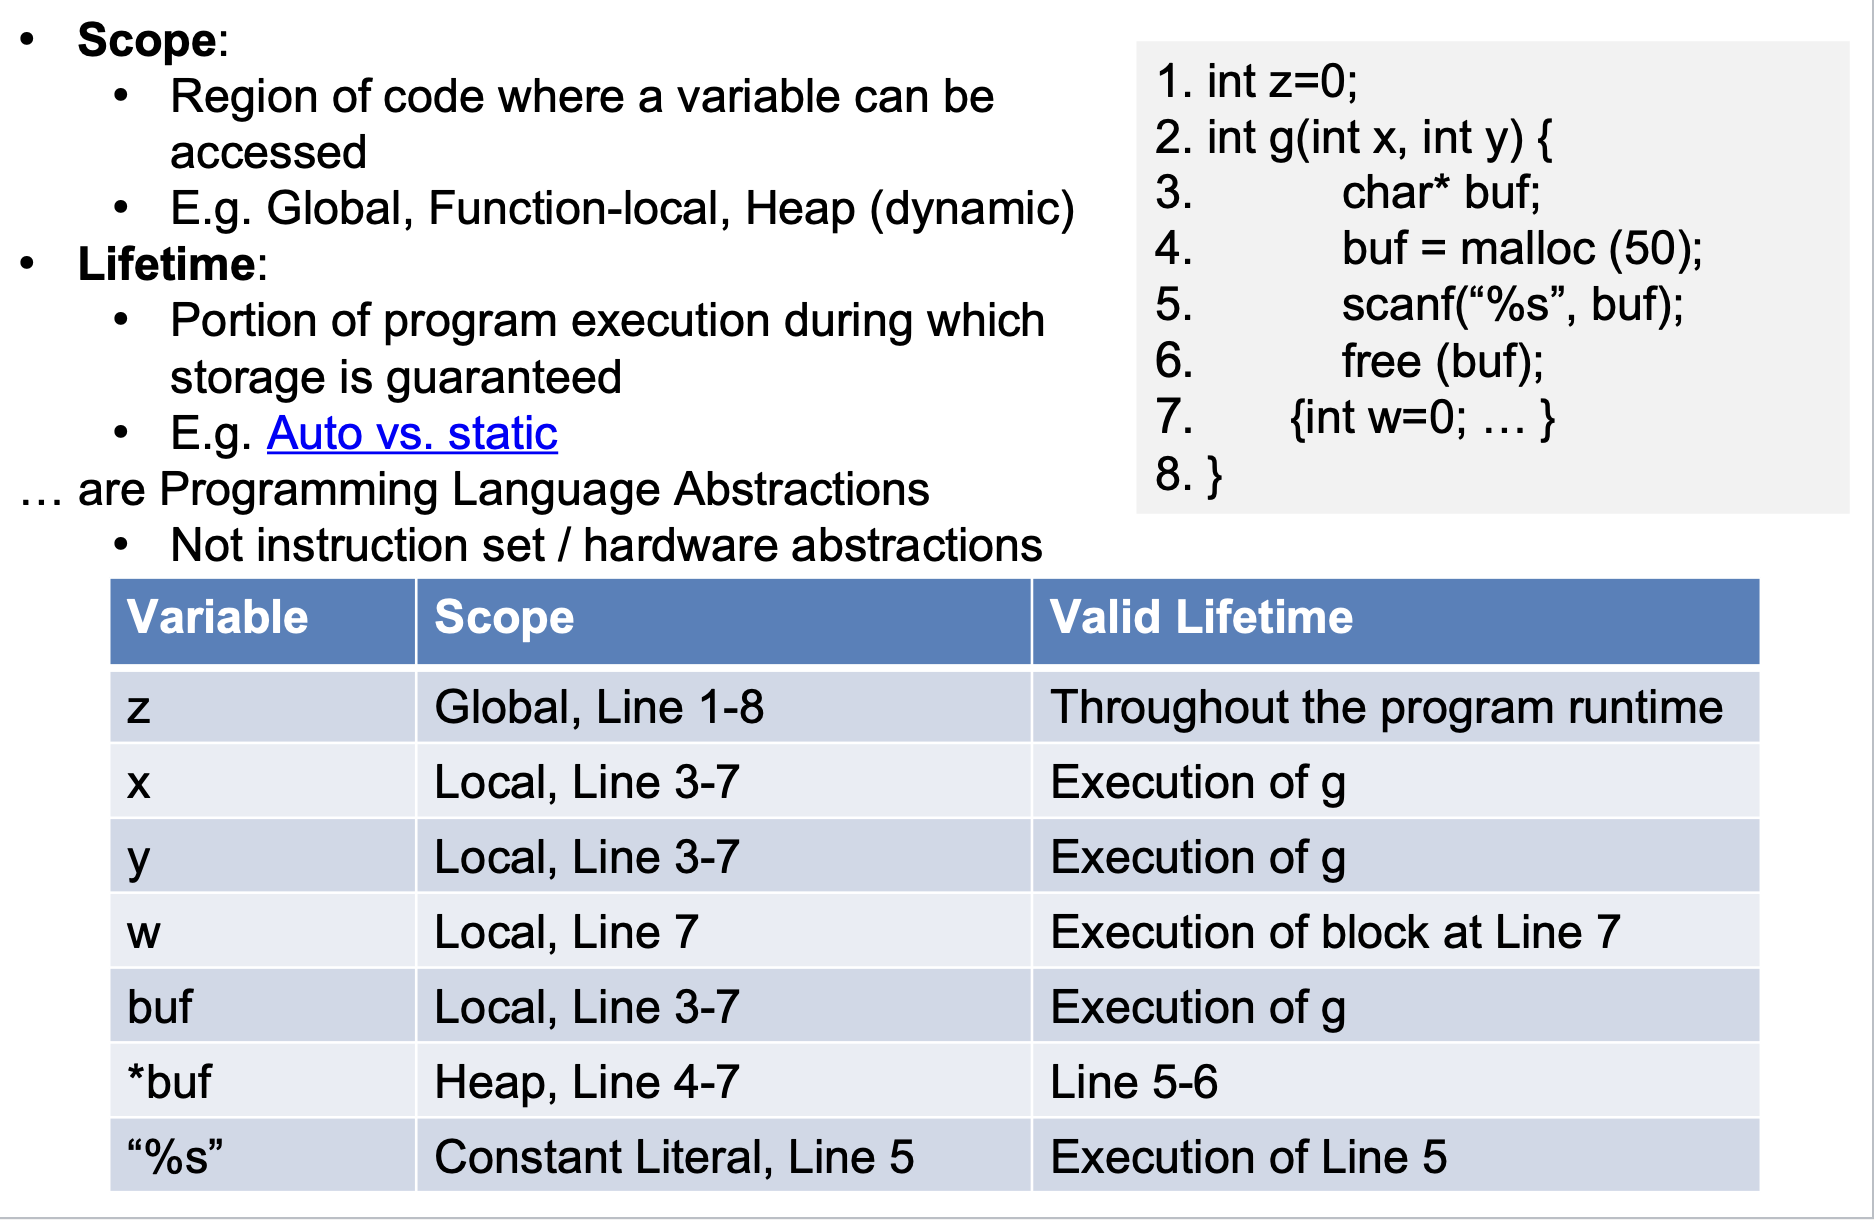 • Scope:
• Region of code where a variable can be
accessed
• E.g. Global, Function-local, Heap (dynamic)
• Lifetime:
• Portion of program execution during which
storage is guaranteed
• E.g. Auto vs. static
… are Programming Language Abstractions
• Not instruction set / hardware abstractions
1. int z=0;
2. int g(int x, int y) {
3. char* buf;
4. buf = malloc (50);
5. scanf(“%s”, buf);
6. free (buf);
7. {int w=0; … }
8. }
Variable Scope Valid Lifetime
z Global, Line 1-8 Throughout the program runtime
x Local, Line 3-7 Execution of g
y Local, Line 3-7 Execution of g
w Local, Line 7 Execution of block at Line 7
buf Local, Line 3-7 Execution of g
*buf Heap, Line 4-7 Line 5-6
“%s” Constant Literal, Line 5 Execution of Line 5